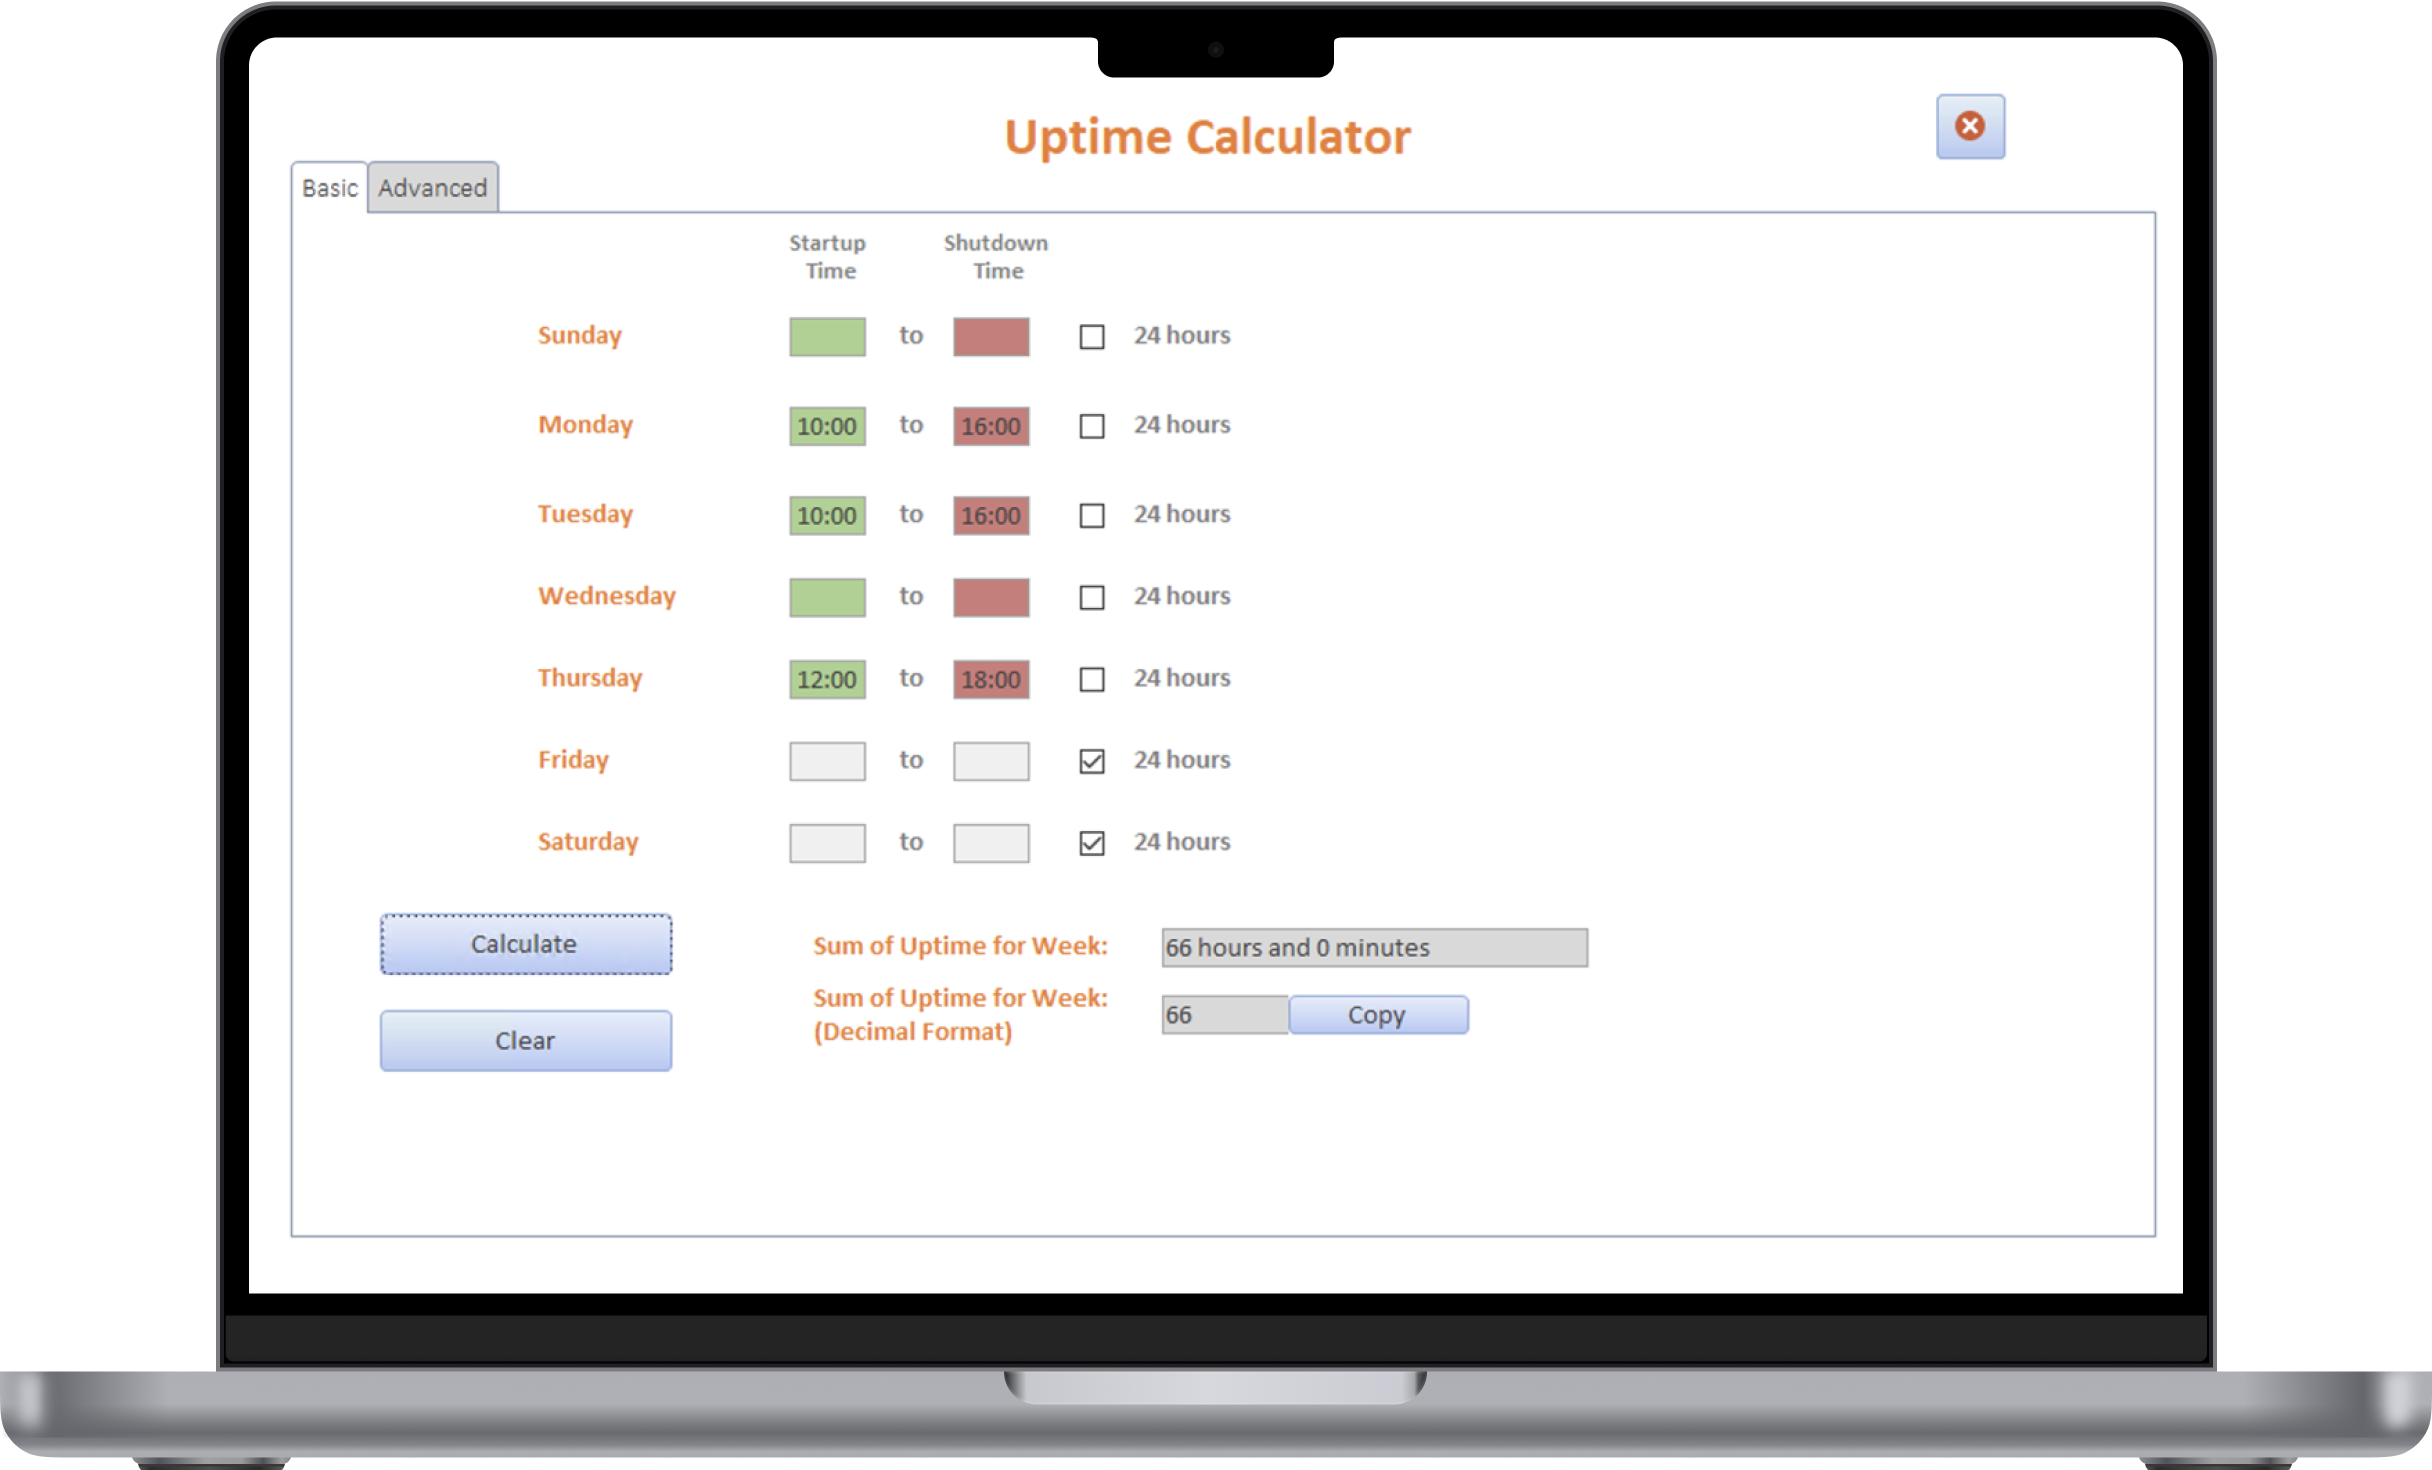 Uptime Calculator
Basic Advanced
Startup Time Shutdown Time
Sunday to 24 hours
Monday 10:00 to 16:00 24 hours
Tuesday 10:00 to 16:00 24 hours
Wednesday to 24 hours
Thursday 12:00 to 18:00 24 hours
Friday to 24 hours
Saturday to 24 hours
Calculate
Sum of Uptime for Week: 66 hours and 0 minutes
Sum of Uptime for Week:
(Decimal Format) 66 Copy
Clear